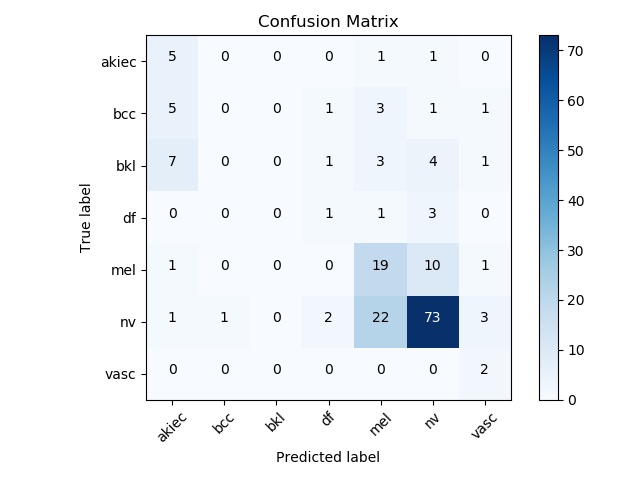 Confusion Matrix
True label
akiec 5 0 0 0 1 1 0
bcc 5 0 0 1 3 1 1
bkl 7 0 0 1 3 4 1
df 0 0 0 1 1 3 0
mel 1 0 0 0 19 10 1
nv 1 1 0 2 22 73 3
vasc 0 0 0 0 0 0 2
akiec bcc bkl df mel nv vasc
Predicted label
70
60
50
40
30
20
10
0